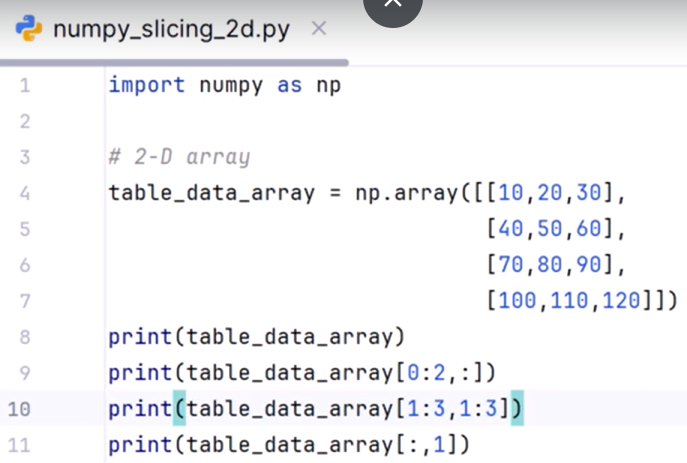 numpy_slicing_2d.py ×
1 import numpy as np
2
3 # 2-D array
4 table_data_array = np.array([[10,20,30],
5 [40,50,60],
6 [70,80,90],
7 [100,110,120]])
8 print(table_data_array)
9 print(table_data_array[0:2,:])
10 print(table_data_array[1:3,1:3])
11 print(table_data_array[:,1])